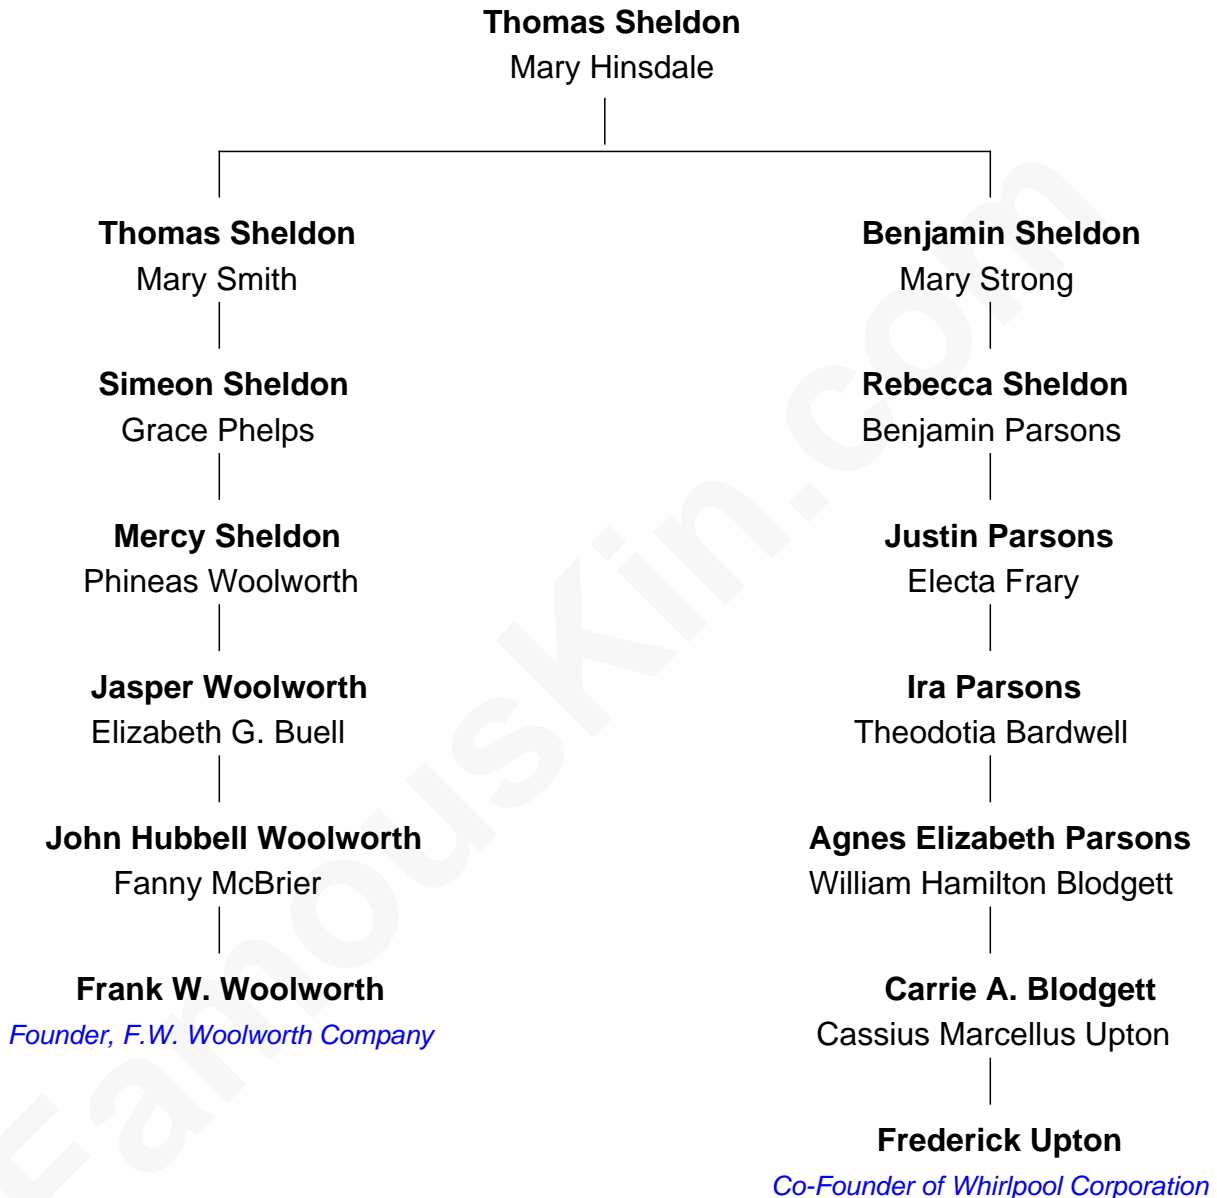 Thomas Sheldon
Mary Hinsdale
Thomas Sheldon
Mary Smith
Benjamin Sheldon
Mary Strong
Simeon Sheldon
Grace Phelps
Rebecca Sheldon
Benjamin Parsons
Mercy Sheldon
Phineas Woolworth
Justin Parsons
Electa Frary
Jasper Woolworth
Elizabeth G. Buell
Ira Parsons
Theodotia Bardwell
John Hubbell Woolworth
Fanny McBrier
Agnes Elizabeth Parsons
William Hamilton Blodgett
Frank W. Woolworth
Founder, F.W. Woolworth Company
Carrie A. Blodgett
Cassius Marcellus Upton
Frederick Upton
Co-Founder of Whirlpool Corporation
FamousKin.com